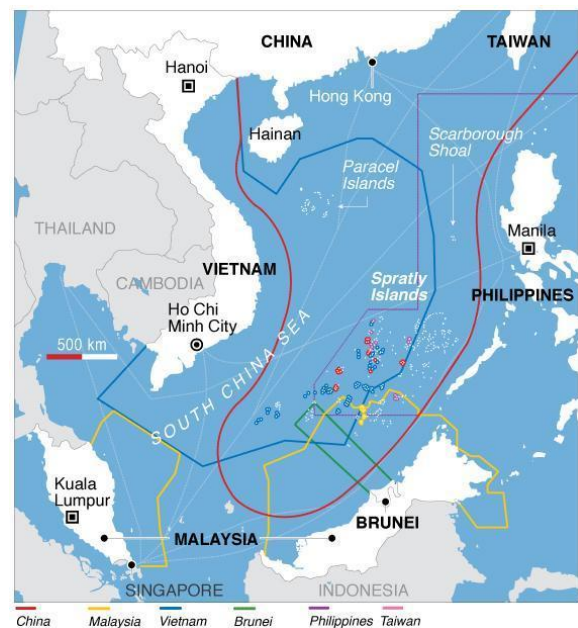 CHINA
TAIWAN
Hanoi
Hong Kong
Hainan
Scarborough
Shoal
Paracel
Islands
THAILAND
Manila
CAMBODIA
VIETNAM
Spratly
Islands
PHILIPPINES
Ho Chi
Minh City
500 km
SOUTH CHINA SEA
Kuala
Lumpur
BRUNEI
MALAYSIA
SINGAPORE
INDONESIA
China
Malaysia
Vietnam
Brunei
Philippines
Taiwan